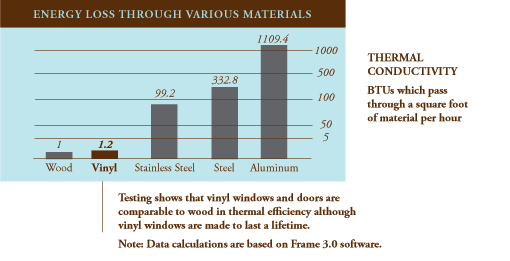 ENERGY LOSS THROUGH VARIOUS MATERIALS
1109.4
1000
500
332.8
100
99.2
50
5
1
1.2
Wood Vinyl Stainless Steel Steel Aluminum
THERMAL
CONDUCTIVITY
BTUs which pass
through a square foot
of material per hour
Testing shows that vinyl windows and doors are
comparable to wood in thermal efficiency although
vinyl windows are made to last a lifetime.
Note: Data calculations are based on Frame 3.0 software.